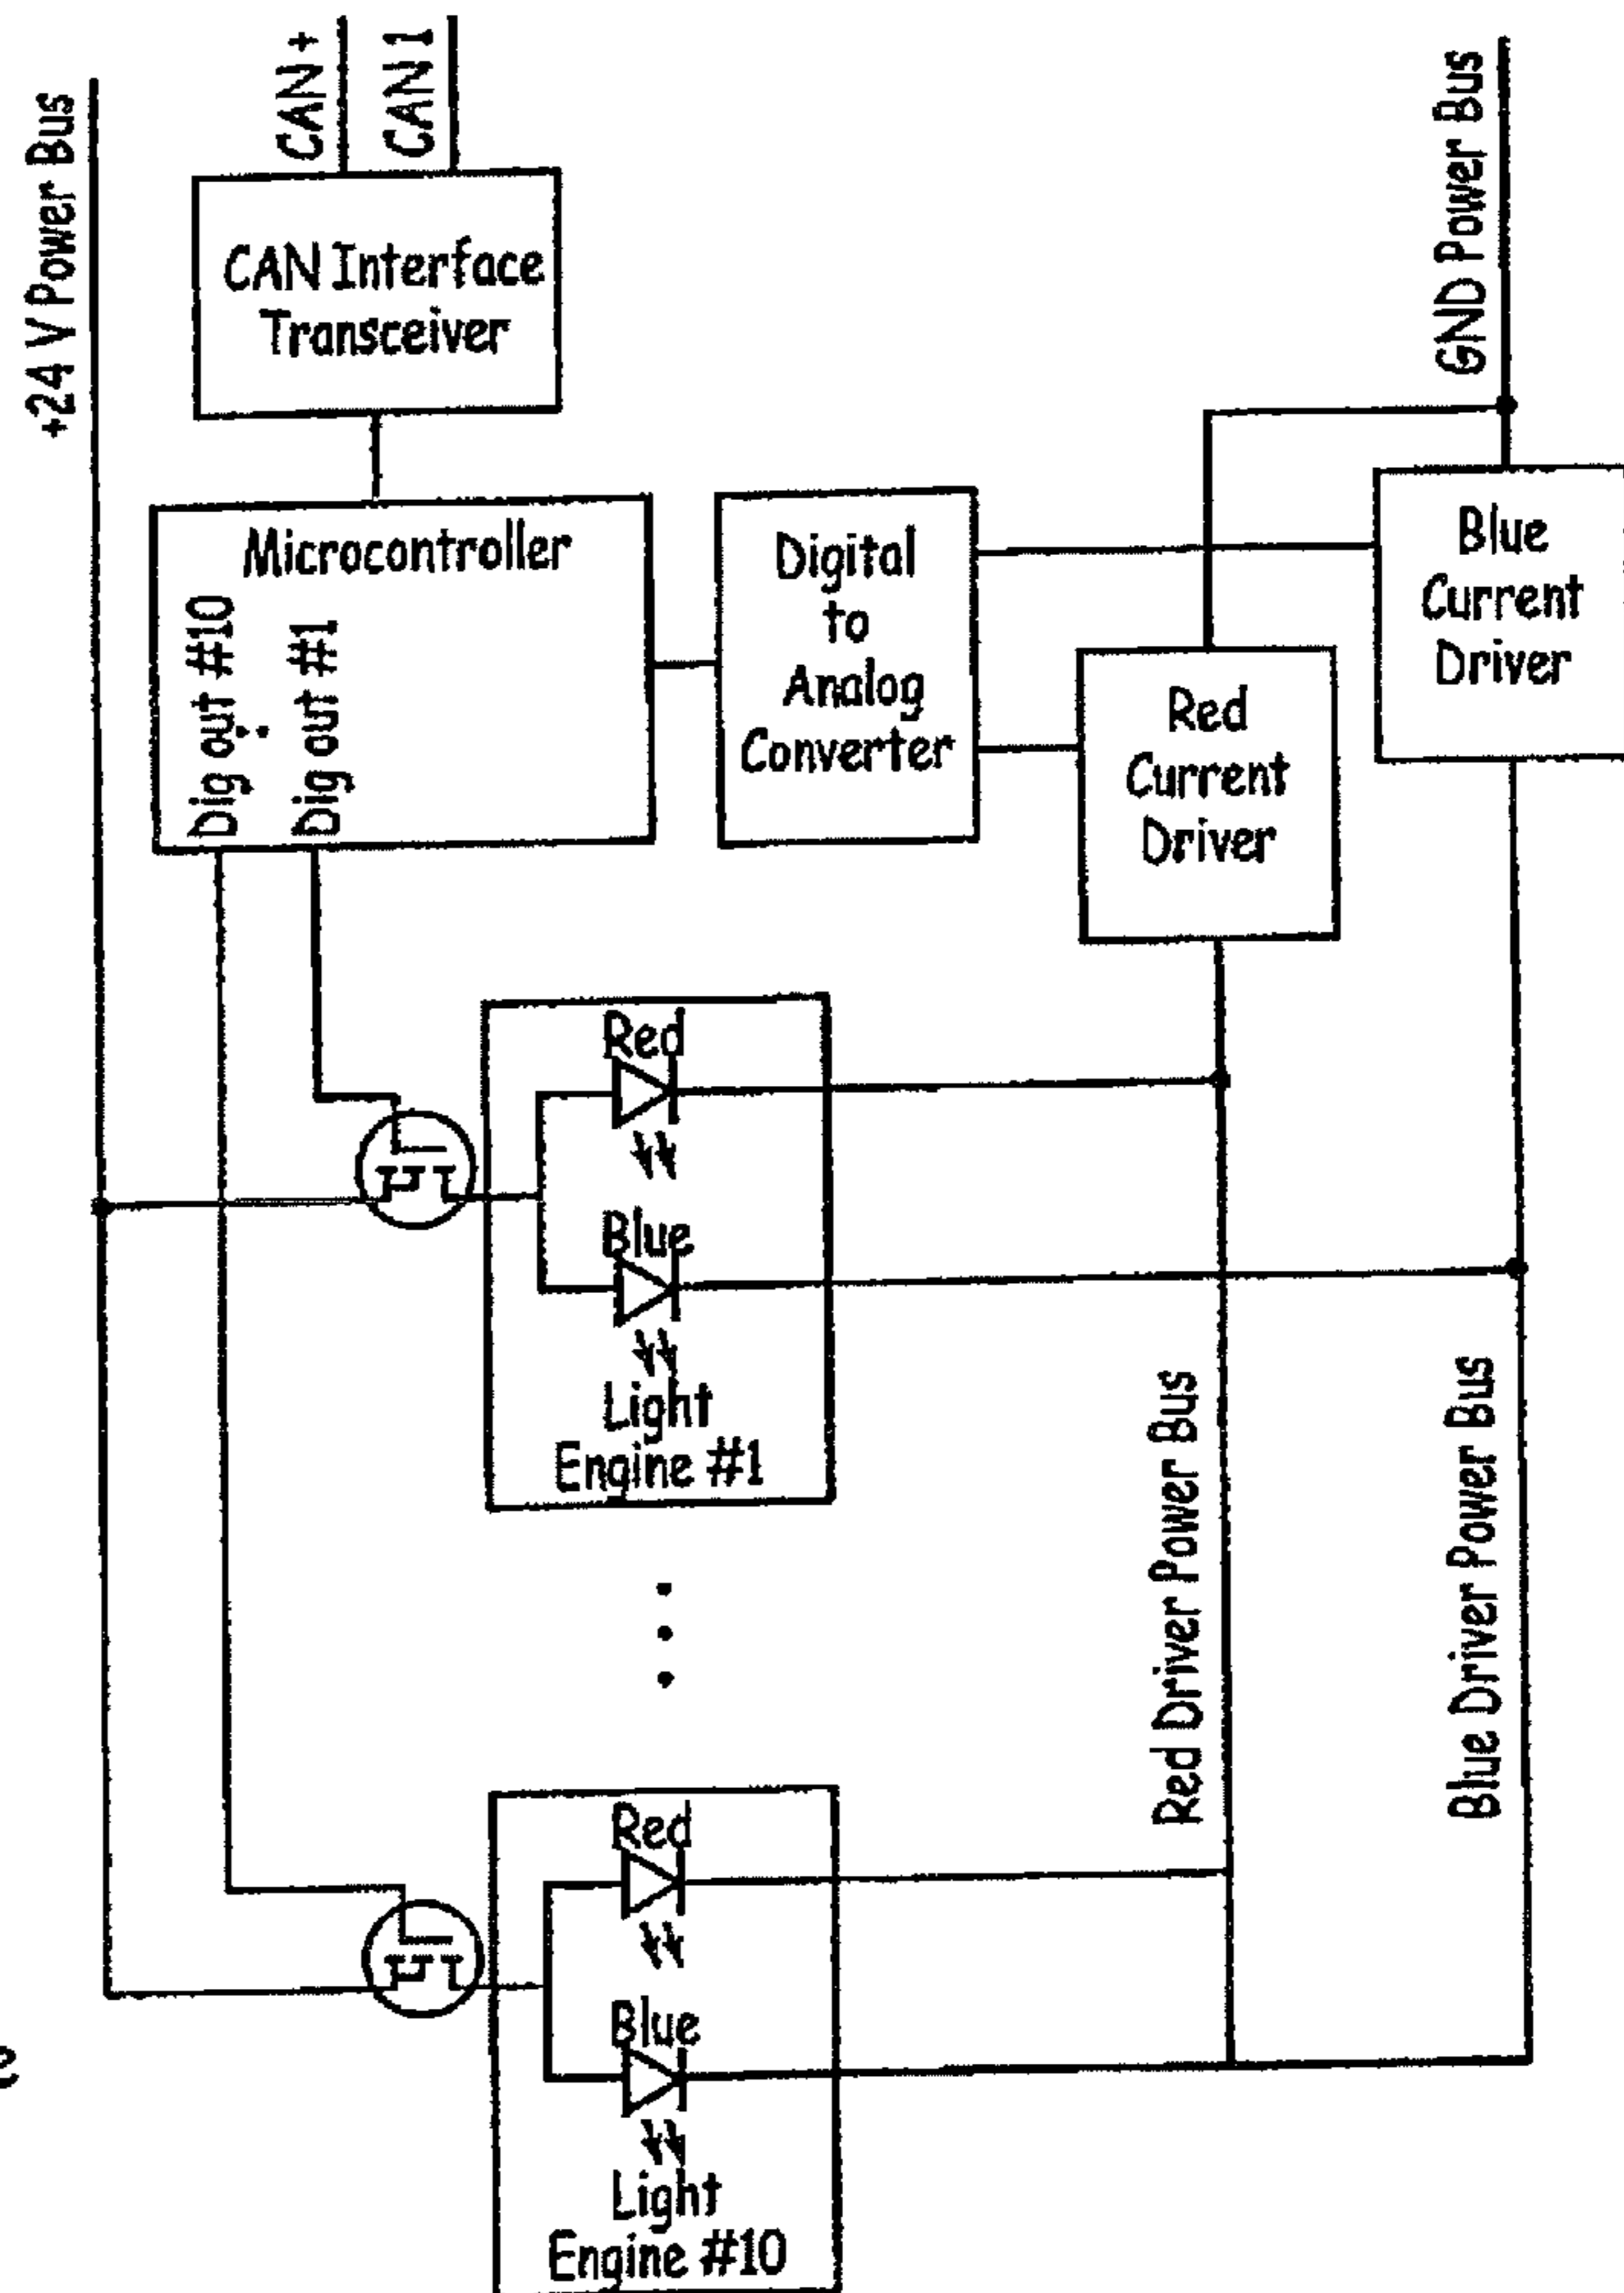 +24 V Power Bus
CAN +
CAN 1
GND Power Bus
CAN Interface
Transceiver
Microcontroller
Dig out #10
Dig out #1
Digital
to
Analog
Converter
Blue
Current
Driver
Red
Current
Driver
Red
Blue
Light
Engine #1
Red Driver Power Bus
Blue Driver Power Bus
Red
Blue
Light
Engine #10